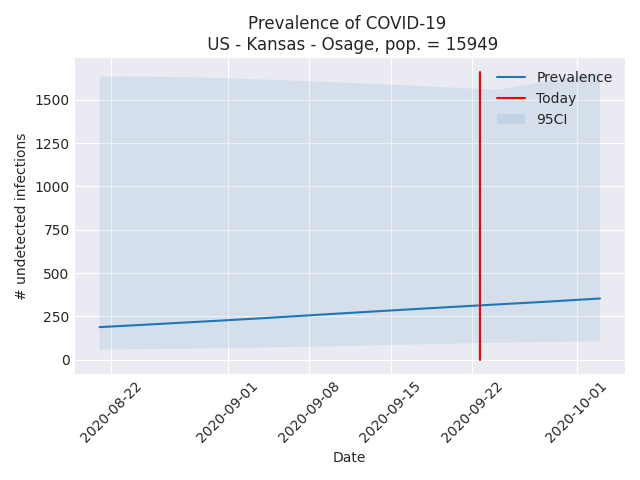 Prevalence of COVID-19
US - Kansas - Osage, pop. = 15949
Prevalence
Today
95CI
# undetected infections
1500
1250
1000
750
500
250
0
2020-08-22
2020-09-01
2020-09-08
2020-09-15
2020-09-22
2020-10-01
Date